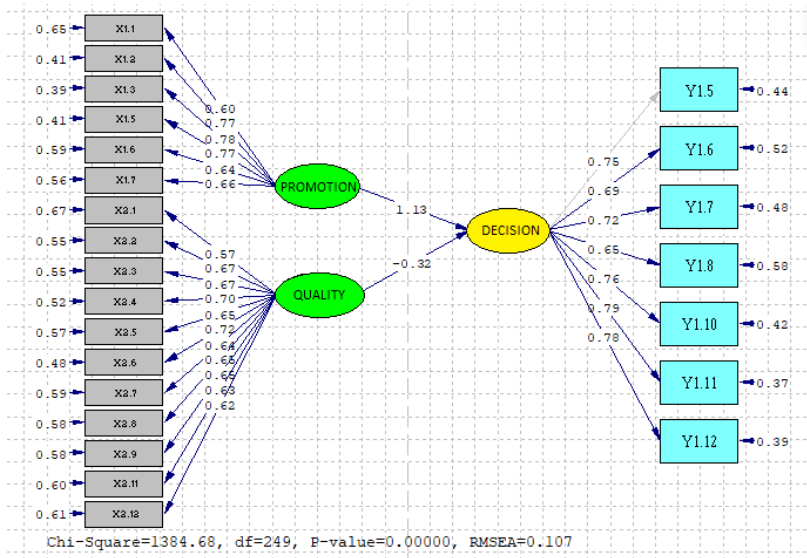 0.65 X1.1
0.41 X1.2
0.39 X1.3
0.41 X1.5
0.59 X1.6
0.56 X1.7
0.67 X2.1
0.55 X2.2
0.55 X2.3
0.52 X2.4
0.57 X2.5
0.48 X2.6
0.59 X2.7
0.58 X2.8
0.58 X2.9
0.60 X2.11
0.61 X2.12
0.60
0.77
0.78
0.77
0.64
0.66
0.57
0.67
0.67
0.70
0.65
0.72
0.64
0.65
0.65
0.63
0.62
PROMOTION
QUALITY
1.13
-0.32
DECISION
0.75
0.69
0.72
0.65
0.76
0.79
0.78
Y1.5 0.44
Y1.6 0.52
Y1.7 0.48
Y1.8 0.58
Y1.10 0.42
Y1.11 0.37
Y1.12 0.39
Chi-Square=1384.68, df=249, P-value=0.00000, RMSEA=0.107